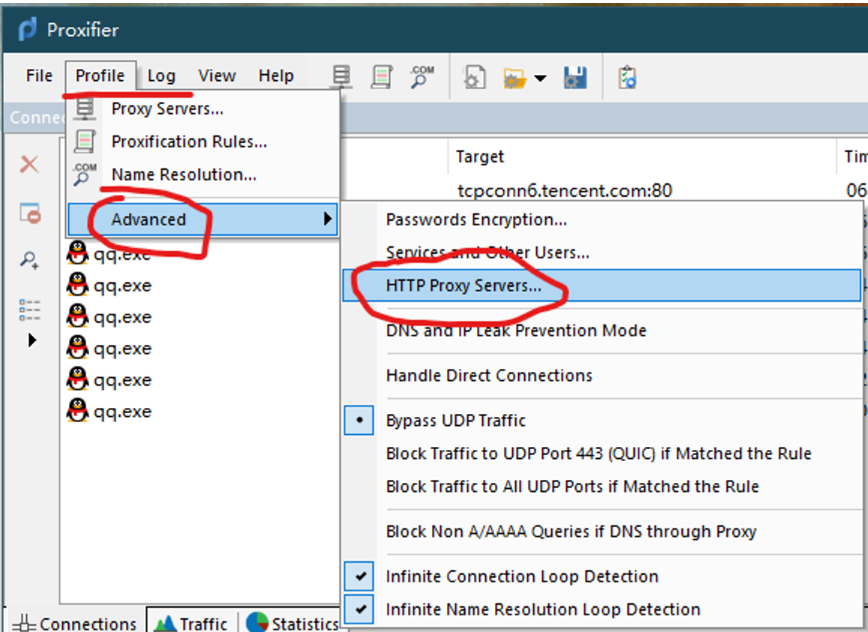 Proxifier
File Profile Log View Help
.COM
Connec
Proxy Servers...
Proxification Rules...
.COM Name Resolution...
Advanced
Target Tim
tcpconn6.tencent.com:80 06
Passwords Encryption...
Services and Other Users...
HTTP Proxy Servers...
DNS and IP Leak Prevention Mode
Handle Direct Connections
Bypass UDP Traffic
Block Traffic to UDP Port 443 (QUIC) if Matched the Rule
Block Traffic to All UDP Ports if Matched the Rule
Block Non A/AAAA Queries if DNS through Proxy
Infinite Connection Loop Detection
Infinite Name Resolution Loop Detection
qq.exe
qq.exe
qq.exe
qq.exe
qq.exe
qq.exe
Connections Traffic Statistics